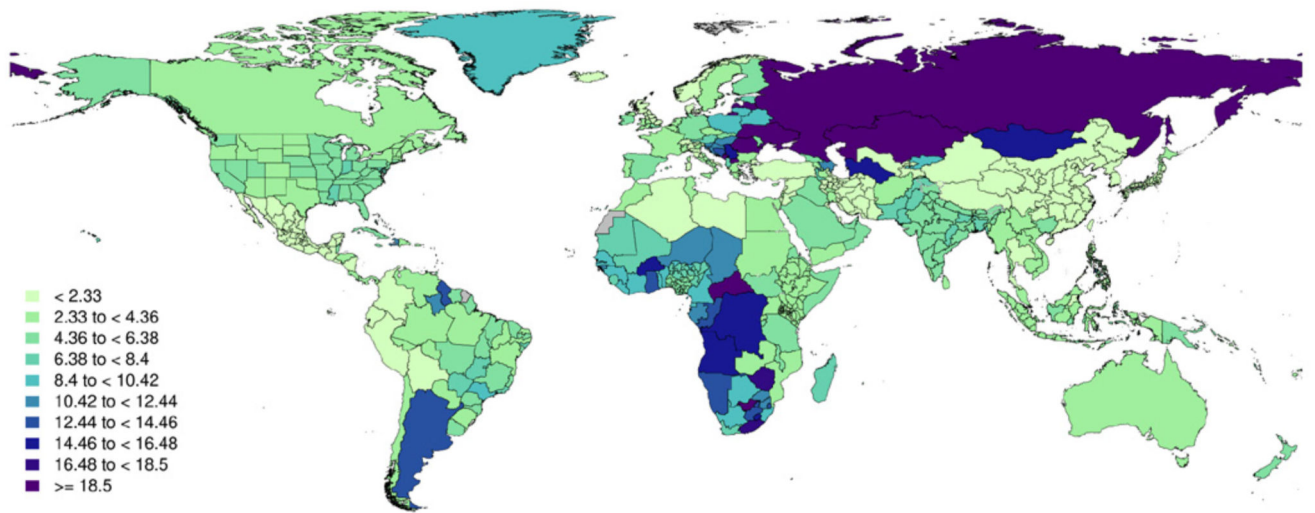 < 2.33
2.33 to < 4.36
4.36 to < 6.38
6.38 to < 8.4
8.4 to < 10.42
10.42 to < 12.44
12.44 to < 14.46
14.46 to < 16.48
16.48 to < 18.5
>= 18.5